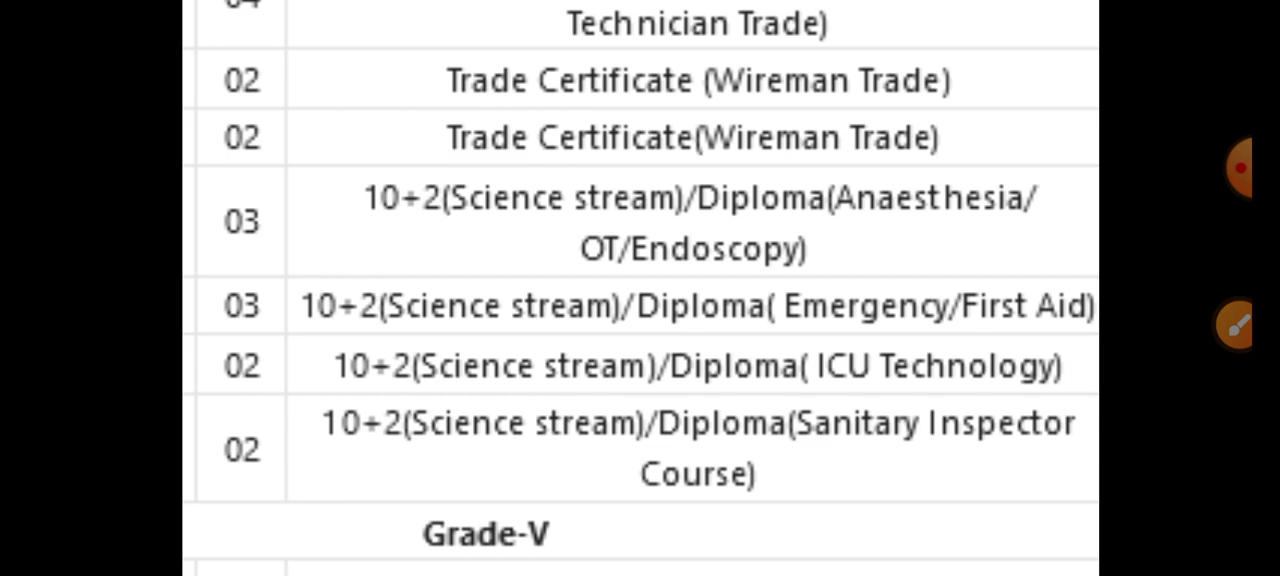 Technician Trade)
02 Trade Certificate (Wireman Trade)
02 Trade Certificate(Wireman Trade)
03 10+2(Science stream)/Diploma(Anaesthesia/
OT/Endoscopy)
03 10+2(Science stream)/Diploma( Emergency/First Aid)
02 10+2(Science stream)/Diploma( ICU Technology)
02 10+2(Science stream)/Diploma(Sanitary Inspector
Course)
Grade-V